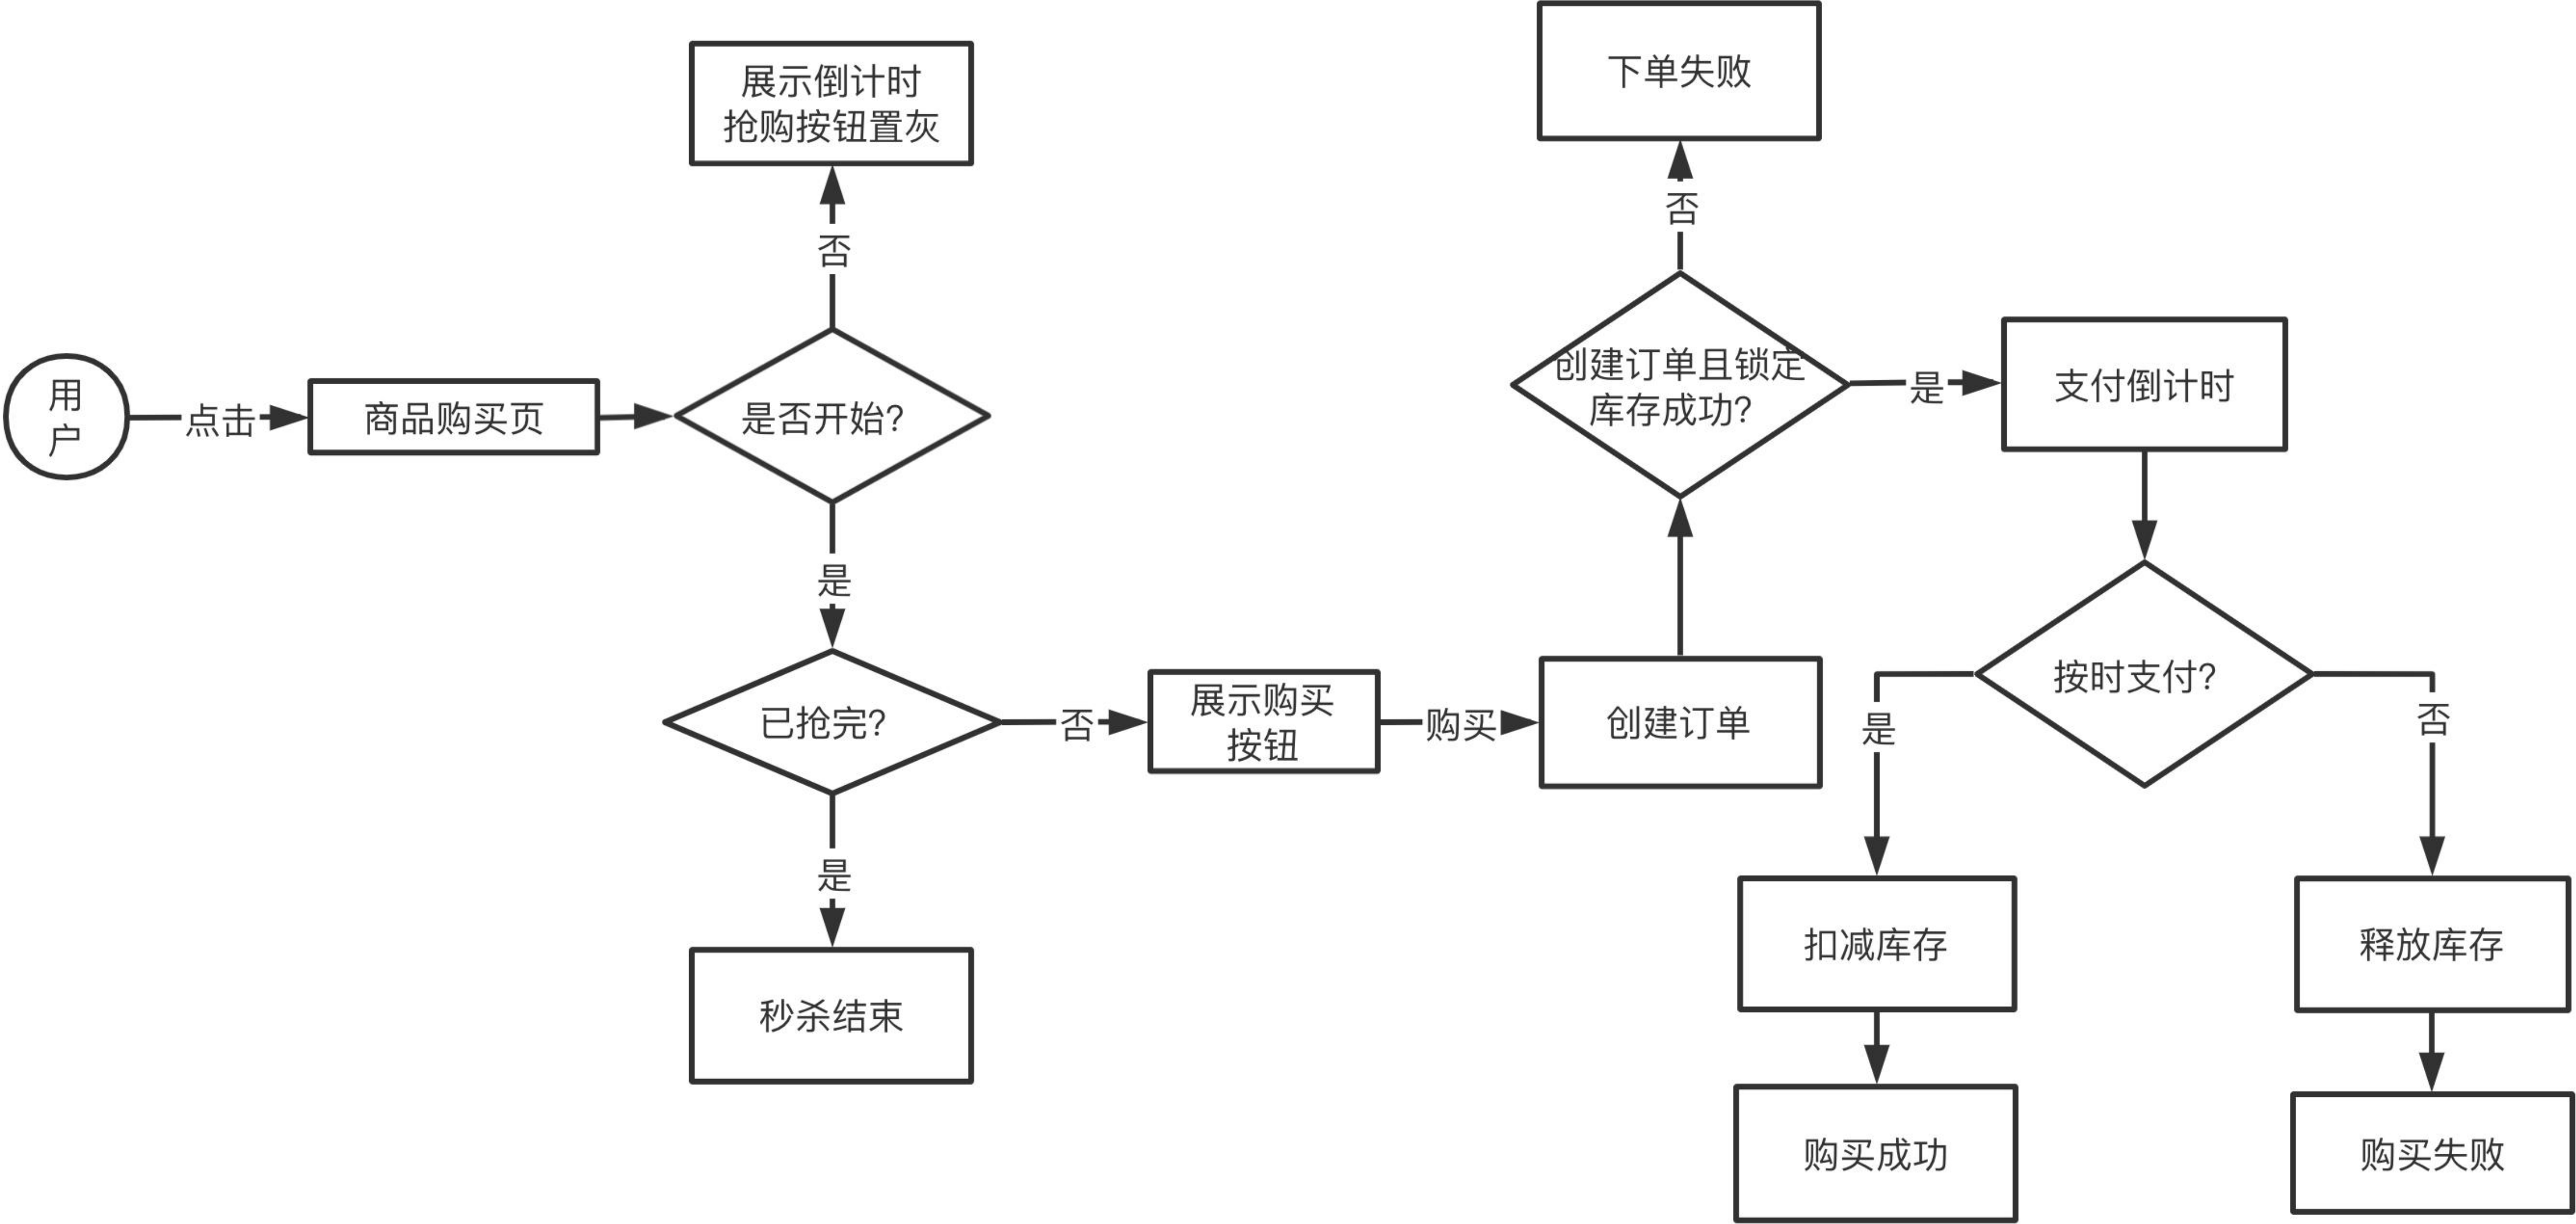 用
户
点击
商品购买页
是否开始?
否
展示倒计时
抢购按钮置灰
是
已抢完?
是
秒杀结束
否
展示购买
按钮
购买
创建订单
创建订单且锁定
库存成功?
否
下单失败
是
支付倒计时
按时支付?
是
扣减库存
购买成功
否
释放库存
购买失败